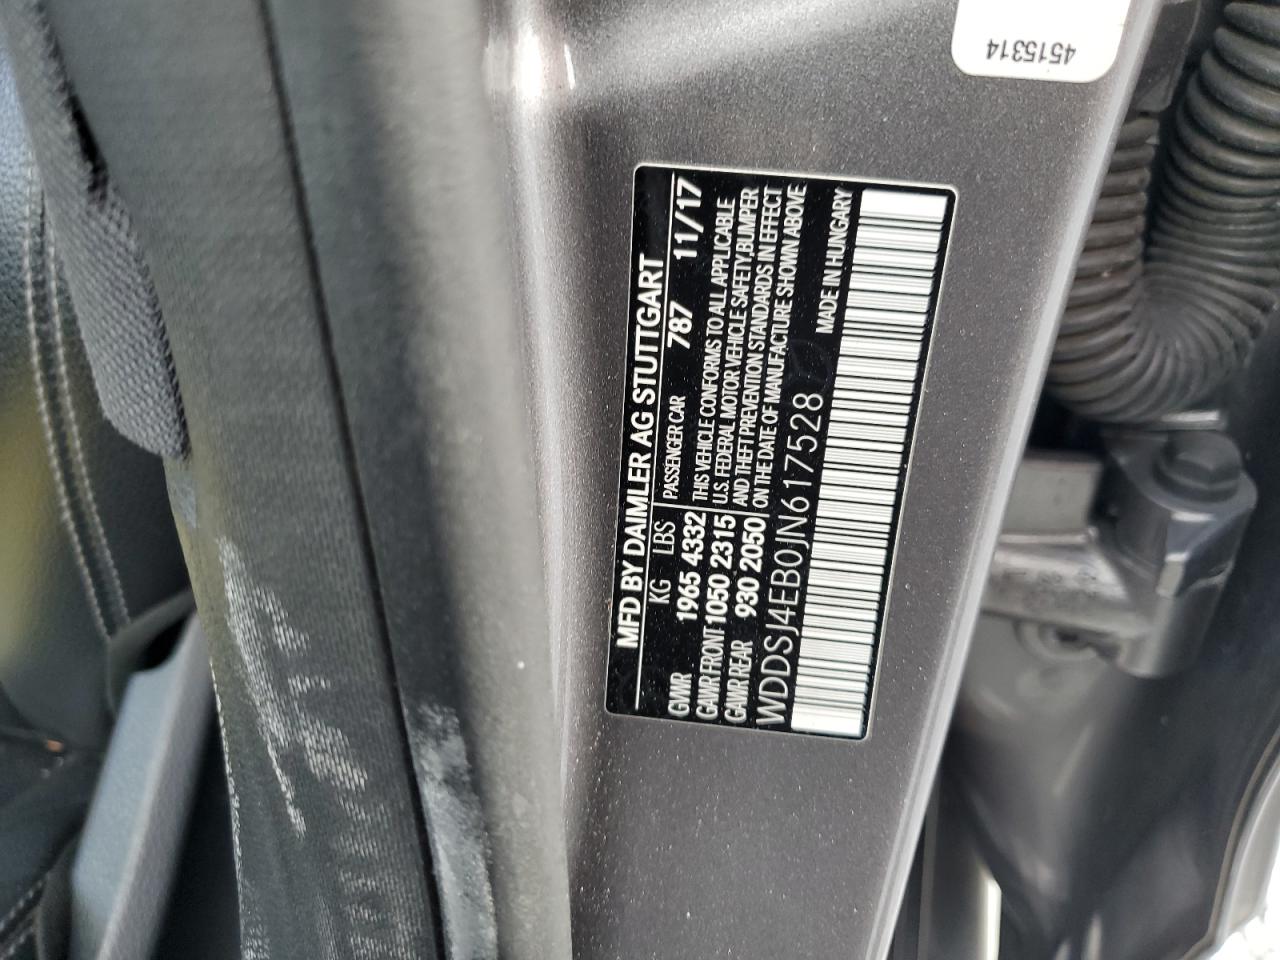 MFD BY DAIMLER AG STUTTGART
KG LBS PASSENGER CAR 787 11/17
GVWR 1965 4332 THIS VEHICLE CONFORMS TO ALL APPLICABLE
GAWR FRONT 1050 2315 U.S. FEDERAL MOTOR VEHICLE SAFETY,BUMPER
GAWR REAR 930 2050 AND THEFT PREVENTION STANDARDS IN EFFECT
ON THE DATE OF MANUFACTURE SHOWN ABOVE
WDDSJ4EB0JN617528 MADE IN HUNGARY
4515314